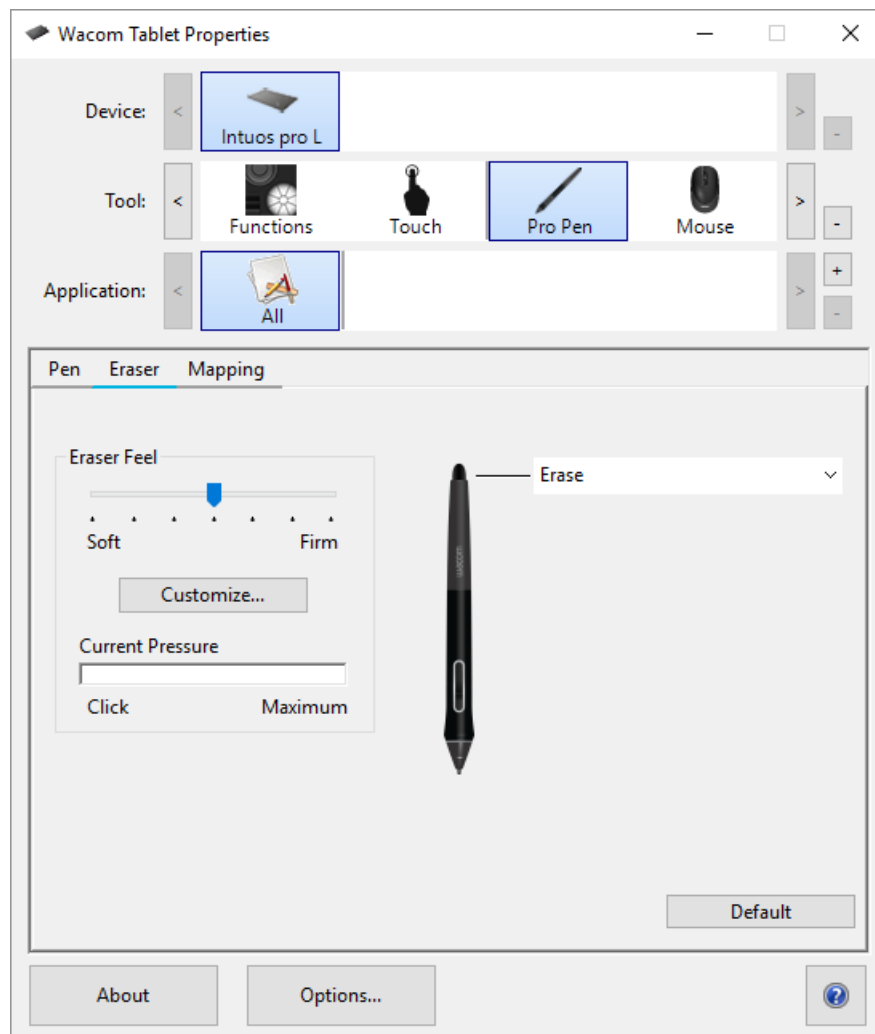 Wacom Tablet Properties
Device:
<
Intuos pro L
>
-
Tool:
<
Functions
Touch
Pro Pen
Mouse
>
-
Application:
<
All
>
+
-
Pen Eraser Mapping
Eraser Feel
Soft Firm
Customize...
Current Pressure
Click Maximum
Erase
wacom
Default
About
Options...
?